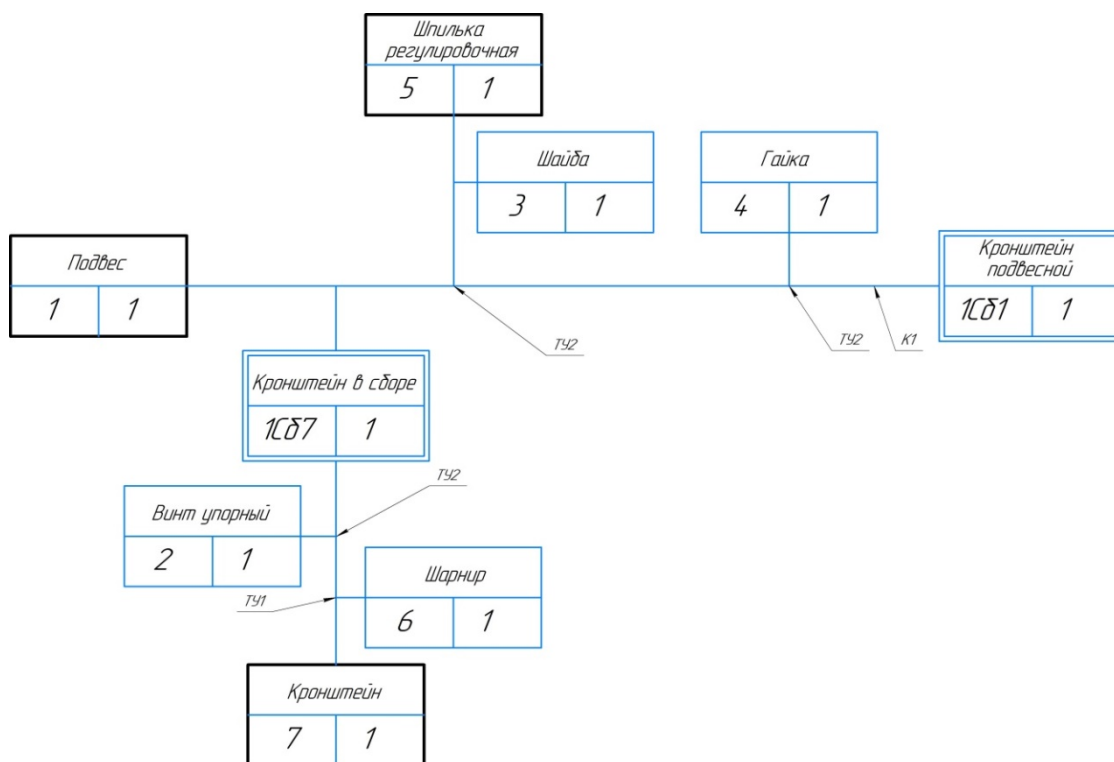 Шпилька
регулировочная
5 1
Шайба
3 1
Гайка
4 1
Подвес
1 1
Кронштейн
подвесной
1Сб1 1
ТУ2
ТУ2
К1
Кронштейн в сборе
1Сб7 1
ТУ2
Винт упорный
2 1
Шарнир
6 1
ТУ1
Кронштейн
7 1